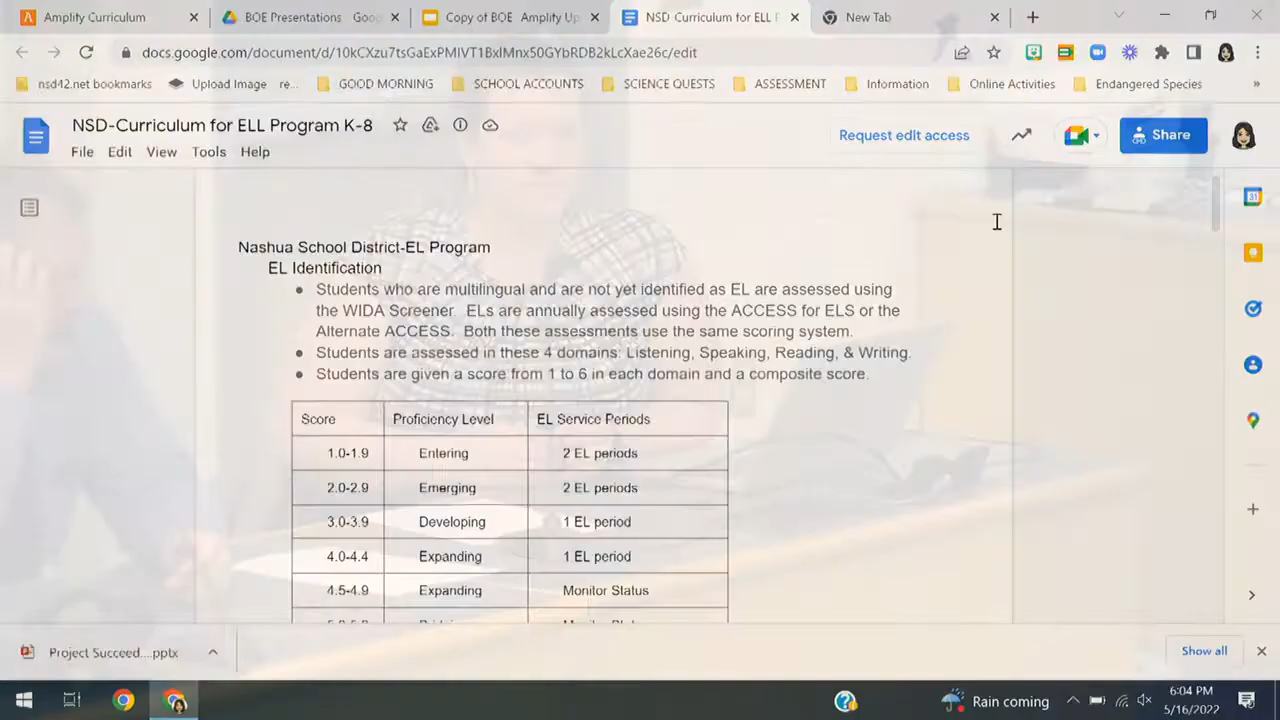 Amplify Curriculum
BOE Presentations Goo
Copy of BOE Amplify Up
NSD-Curriculum for ELL P
New Tab
docs.google.com/document/d/10kCXzu7tsGaExPMIVT1BxlMnx50GYbRDB2kLcXae26c/edit
nsd42.net bookmarks
Upload Image re...
GOOD MORNING
SCHOOL ACCOUNTS
SCIENCE QUESTS
ASSESSMENT
Information
Online Activities
Endangered Species
»
NSD-Curriculum for ELL Program K-8
File Edit View Tools Help
Request edit access
Share
31
Nashua School District-EL Program
EL Identification
● Students who are multilingual and are not yet identified as EL are assessed using
the WIDA Screener. ELs are annually assessed using the ACCESS for ELS or the
Alternate ACCESS. Both these assessments use the same scoring system.
● Students are assessed in these 4 domains: Listening, Speaking, Reading, & Writing.
● Students are given a score from 1 to 6 in each domain and a composite score.
Score Proficiency Level EL Service Periods
1.0-1.9 Entering 2 EL periods
2.0-2.9 Emerging 2 EL periods
3.0-3.9 Developing 1 EL period
4.0-4.4 Expanding 1 EL period
4.5-4.9 Expanding Monitor Status
Project Succeed....pptx
Show all
Rain coming
6:04 PM
5/16/2022